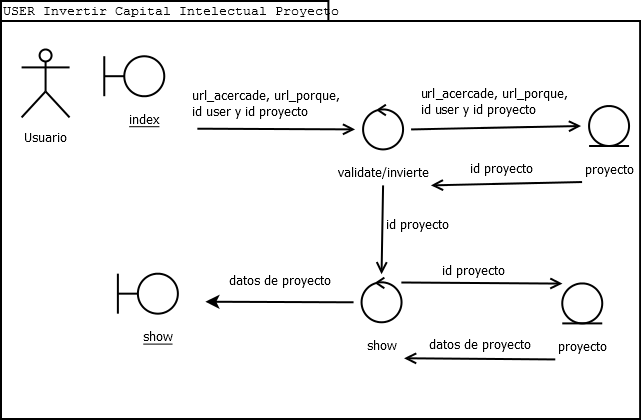 USER Invertir Capital Intelectual Proyecto
Usuario
index
url_acercade, url_porque,
id user y id proyecto
validate/invierte
url_acercade, url_porque,
id user y id proyecto
proyecto
id proyecto
id proyecto
show
datos de proyecto
show
id proyecto
proyecto
datos de proyecto